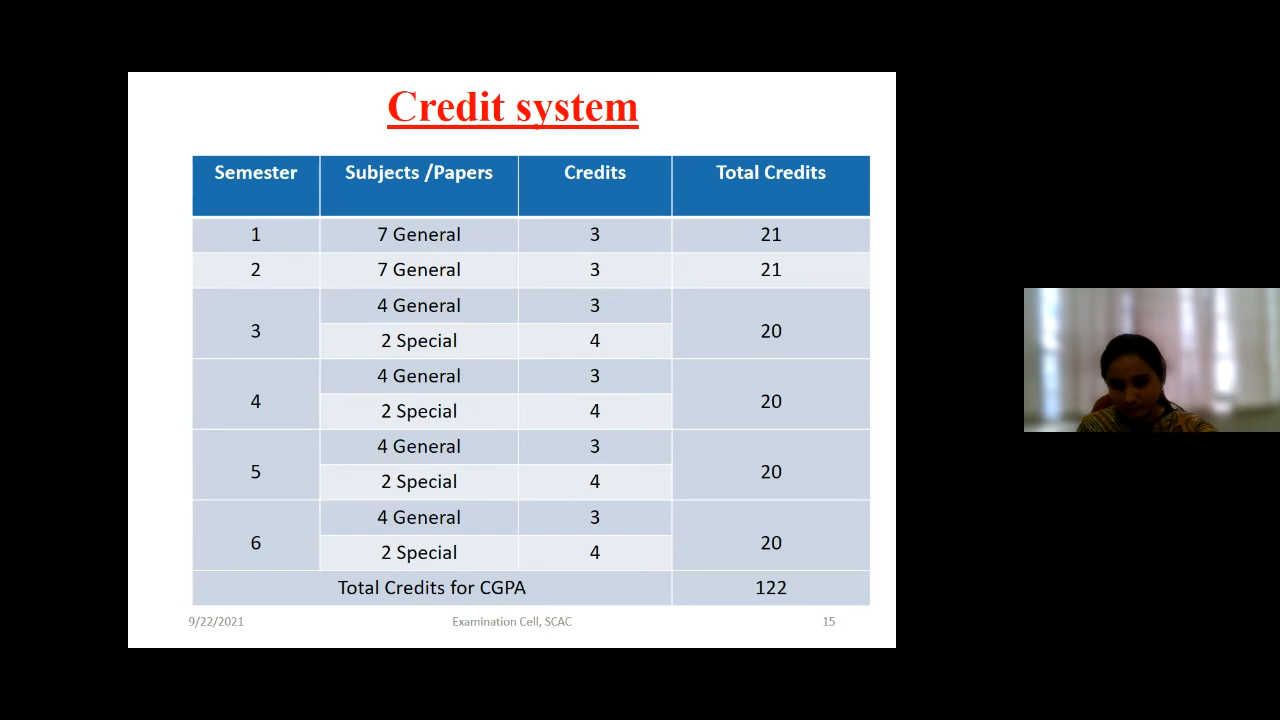 Credit system
Semester Subjects /Papers Credits Total Credits
1 7 General 3 21
2 7 General 3 21
3 4 General 3 20
2 Special 4
4 4 General 3 20
2 Special 4
5 4 General 3 20
2 Special 4
6 4 General 3 20
2 Special 4
Total Credits for CGPA 122
9/22/2021 Examination Cell, SCAC 15